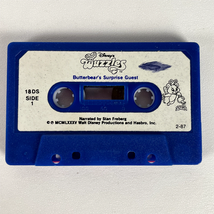 Disney's
Wuzzles
Butterbear's Surprise Guest
18DS
SIDE
1
Narrated by Stan Freberg
©℗ MCMLXXXV Walt Disney Productions and Hasbro, Inc.
2-87